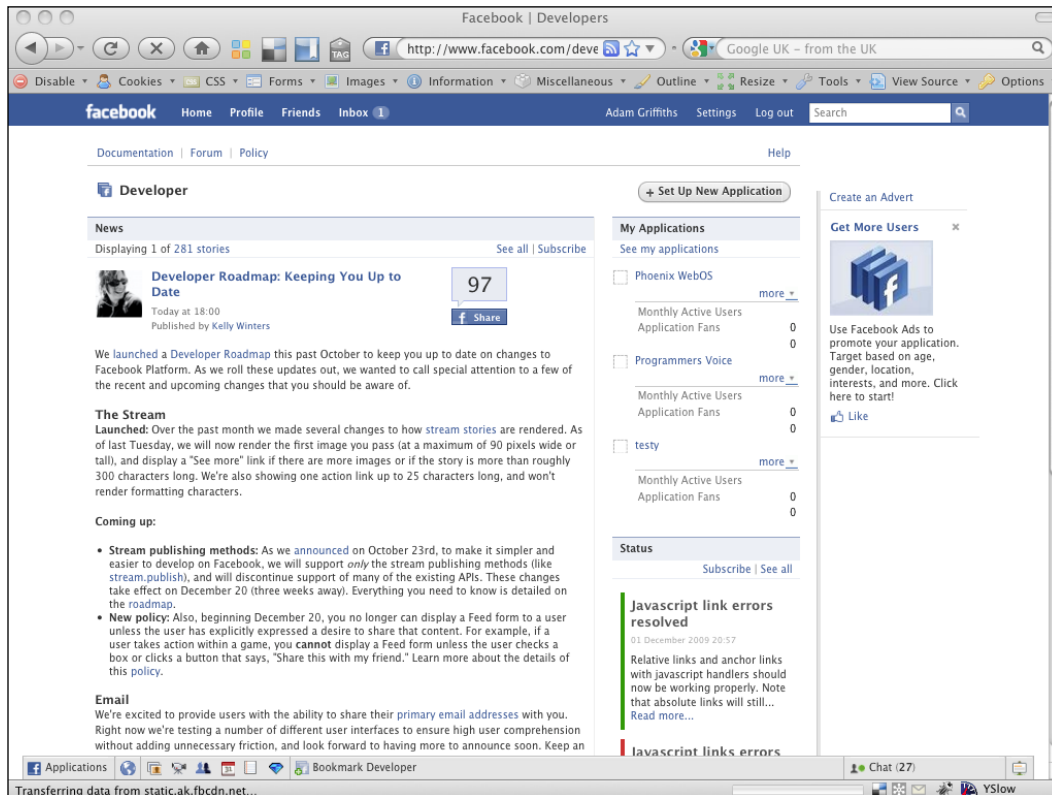 Facebook | Developers
TAG
http://www.facebook.com/deve
Google UK – from the UK
Disable
Cookies
CSS
Forms
Images
Information
Miscellaneous
Outline
Resize
Tools
View Source
Options
facebook Home Profile Friends Inbox 1 Adam Griffiths Settings Log out Search
Documentation | Forum | Policy
Help
Developer
+ Set Up New Application
News
Displaying 1 of 281 stories
See all | Subscribe
Developer Roadmap: Keeping You Up to
Date
Today at 18:00
Published by Kelly Winters
97
f Share
We launched a Developer Roadmap this past October to keep you up to date on changes to
Facebook Platform. As we roll these updates out, we wanted to call special attention to a few of
the recent and upcoming changes that you should be aware of.
The Stream
Launched: Over the past month we made several changes to how stream stories are rendered. As
of last Tuesday, we will now render the first image you pass (at a maximum of 90 pixels wide or
tall), and display a "See more" link if there are more images or if the story is more than roughly
300 characters long. We're also showing one action link up to 25 characters long, and won't
render formatting characters.
Coming up:
• Stream publishing methods: As we announced on October 23rd, to make it simpler and
easier to develop on Facebook, we will support only the stream publishing methods (like
stream.publish), and will discontinue support of many of the existing APIs. These changes
take effect on December 20 (three weeks away). Everything you need to know is detailed on
the roadmap.
• New policy: Also, beginning December 20, you no longer can display a Feed form to a user
unless the user has explicitly expressed a desire to share that content. For example, if a
user takes action within a game, you cannot display a Feed form unless the user checks a
box or clicks a button that says, "Share this with my friend." Learn more about the details of
this policy.
Email
We're excited to provide users with the ability to share their primary email addresses with you.
Right now we're testing a number of different user interfaces to ensure high user comprehension
without adding unnecessary friction, and look forward to having more to announce soon. Keep an
My Applications
See my applications
Phoenix WebOS
more
Monthly Active Users
Application Fans 0
0
Programmers Voice
more
Monthly Active Users
Application Fans 0
0
testy
more
Monthly Active Users
Application Fans 0
0
Status
Subscribe | See all
Javascript link errors
resolved
01 December 2009 20:57
Relative links and anchor links
with javascript handlers should
now be working properly. Note
that absolute links will still...
Read more...
Javascript links errors
Create an Advert
Get More Users
f
Use Facebook Ads to
promote your application.
Target based on age,
gender, location,
interests, and more. Click
here to start!
Like
Applications
31
Bookmark Developer
Chat (27)
Transferring data from static.ak.fbcdn.net...
YSlow